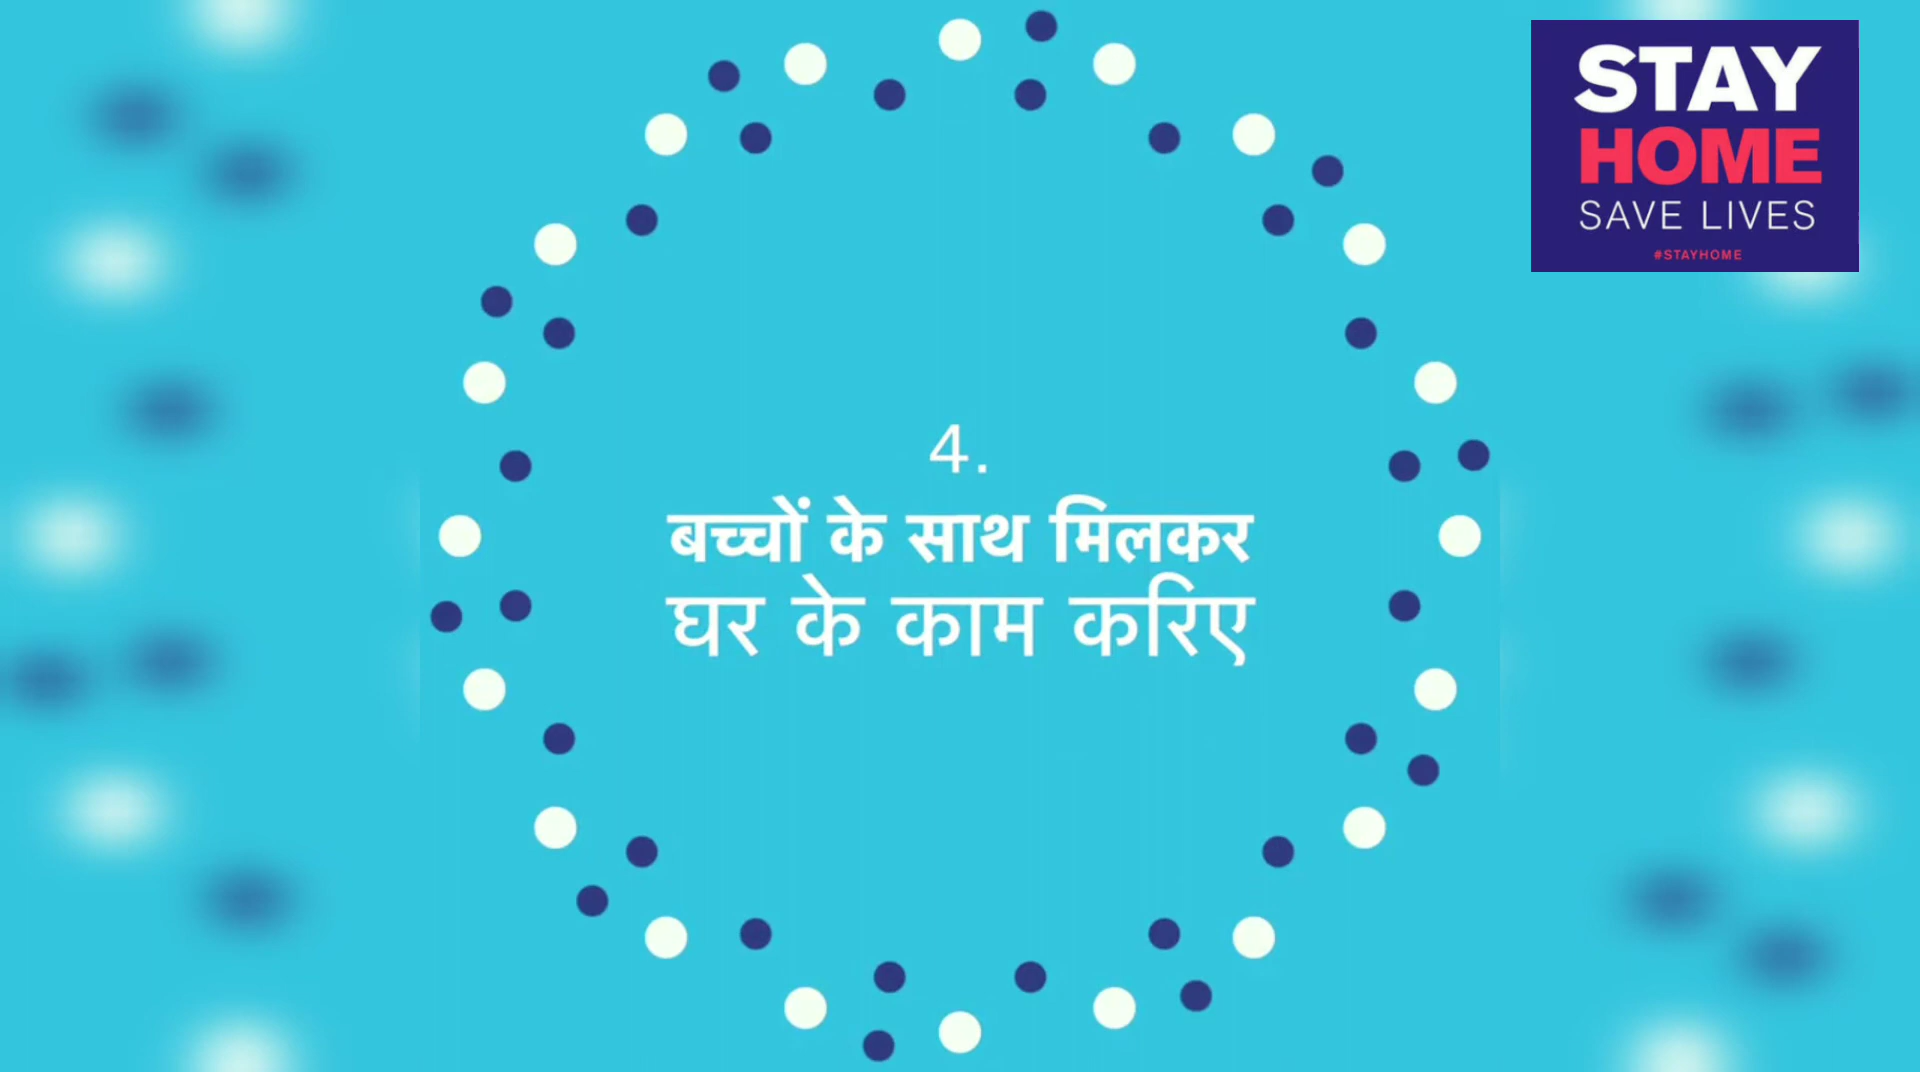 STAY
HOME
SAVE LIVES
#STAYHOME
4.
बच्चों के साथ मिलकर
घर के काम करिए